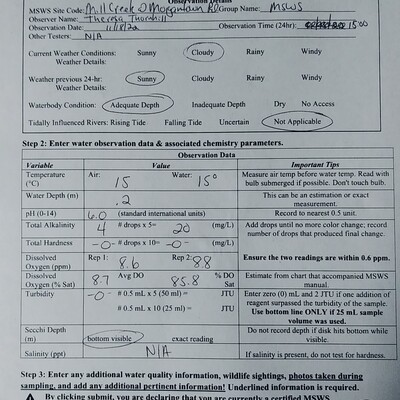 Observation Details
MSWS Site Code: Mill Creek @ Morgantown Rd Group Name: MSWS
Observer Name: Theresa Thornhill
Observation Date: 11/18/22 Observation Time (24hr): 1500
Other Testers: N/A
Current Weather Conditions: Sunny Cloudy Rainy Windy
Weather Details:
Weather previous 24-hr: Sunny Cloudy Rainy Windy
Weather Details:
Waterbody Condition: Adequate Depth Inadequate Depth Dry No Access
Tidally Influenced Rivers: Rising Tide Falling Tide Uncertain Not Applicable
Step 2: Enter water observation data & associated chemistry parameters.
Observation Data
Variable Value Important Tips
Temperature (°C) Air: 15 Water: 15° Measure air temp before water temp. Read with bulb submerged if possible. Don't touch bulb.
Water Depth (m) .2 This can be an estimation or exact measurement.
pH (0-14) 6.0 (standard international units) Record to nearest 0.5 unit.
Total Alkalinity 4 # drops x 5= 20 (mg/L) Add drops until no more color change; record number of drops that produced final change.
Total Hardness -0- # drops x 10= -0- (mg/L)
Dissolved Oxygen (ppm) Rep 1: 8.6 Rep 2: 8.8 Ensure the two readings are within 0.6 ppm.
Dissolved Oxygen (% Sat) 8.7 Avg DO 85.8 % DO Sat Estimate from chart that accompanied MSWS manual.
Turbidity -0- # 0.5 mL x 5 (50 ml) = JTU Enter zero (0) mL and 2 JTU if one addition of reagent surpassed the turbidity of the sample.
# 0.5 mL x 10 (25 ml) = JTU Use bottom line ONLY if 25 mL sample volume was used.
Secchi Depth (m) bottom visible exact reading Do not record depth if disk hits bottom while visible.
Salinity (ppt) N/A If salinity is present, do not test for hardness.
Step 3: Enter any additional water quality information, wildlife sightings, photos taken during
sampling, and add any additional pertinent information! Underlined information is required.
By clicking submit, you are declaring that you are currently a certified MSWS